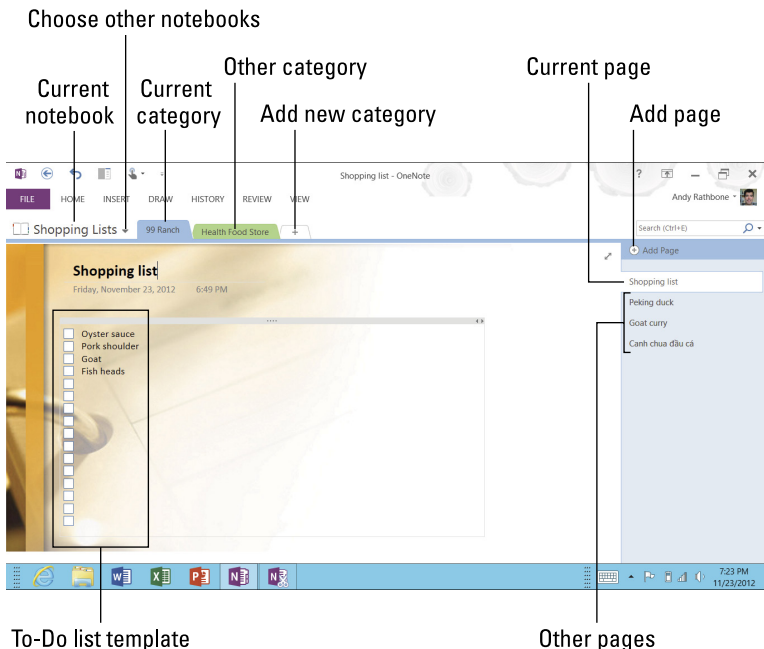 Choose other notebooks
Other category
Current page
Current
notebook
Current
category
Add new category
Add page
Shopping list - OneNote
?
FILE
HOME
INSERT
DRAW
HISTORY
REVIEW
VIEW
Andy Rathbone
Shopping Lists
99 Ranch
Health Food Store
+
Search (Ctrl+E)
Add Page
Shopping list
Friday, November 23, 2012 6:49 PM
Shopping list
Peking duck
Goat curry
Canh chua đầu cá
Oyster sauce
Pork shoulder
Goat
Fish heads
7:23 PM
11/23/2012
To-Do list template
Other pages